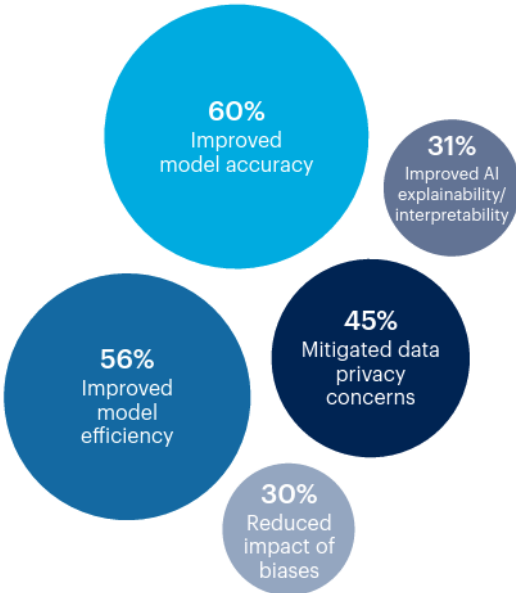 60%
Improved
model accuracy
31%
Improved AI
explainability/
interpretability
45%
Mitigated data
privacy
concerns
56%
Improved
model
efficiency
30%
Reduced
impact of
biases